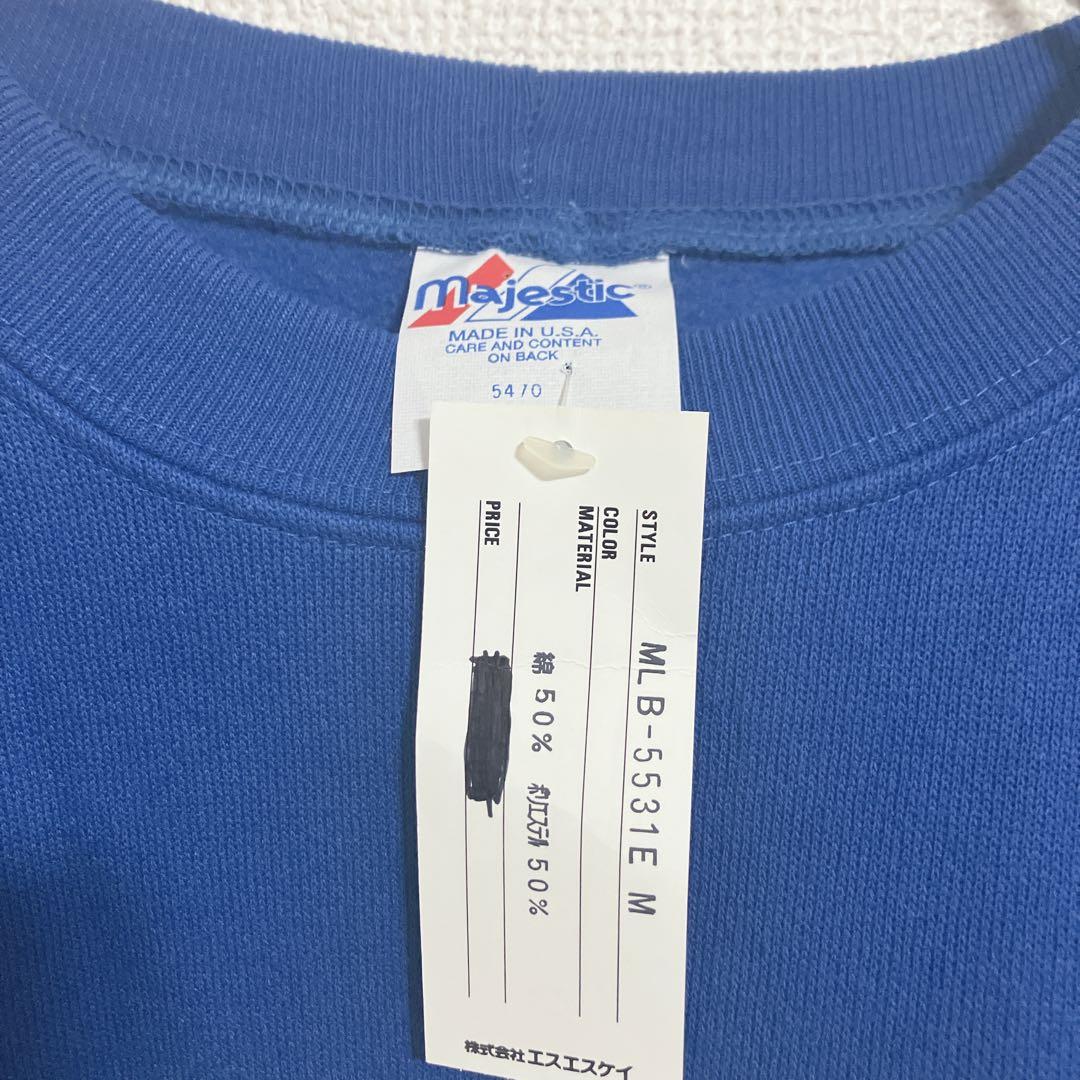 majestic®
MADE IN U.S.A.
CARE AND CONTENT
ON BACK
5470
STYLE MLB-5531E M
COLOR
MATERIAL
綿 50% ポリエステル 50%
PRICE
株式会社エスエスケイ